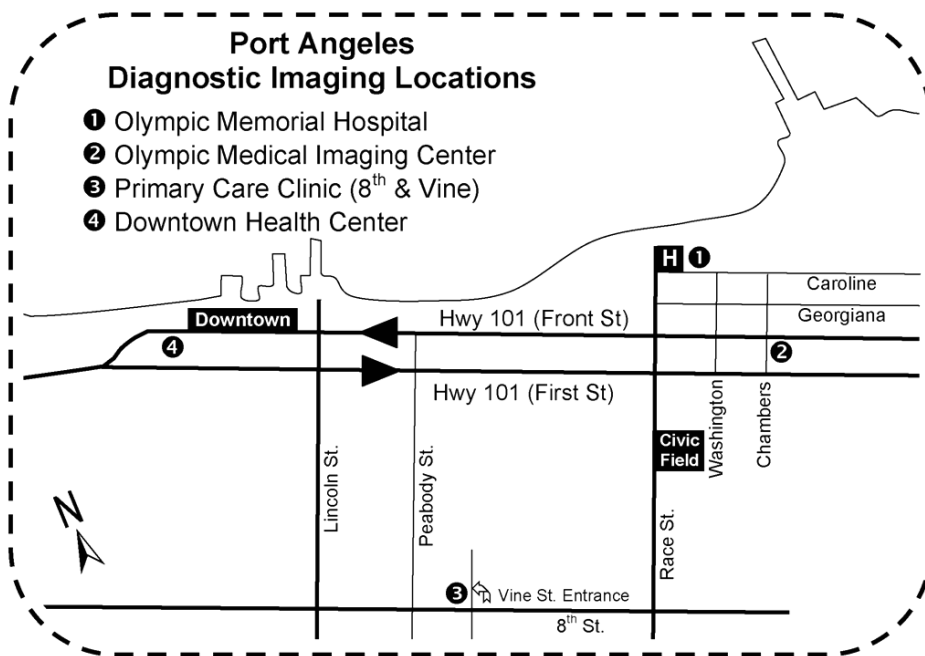 Port Angeles
Diagnostic Imaging Locations
❶ Olympic Memorial Hospital
❷ Olympic Medical Imaging Center
❸ Primary Care Clinic (8th & Vine)
❹ Downtown Health Center
H ❶
Caroline
Georgiana
Downtown
Hwy 101 (Front St)
❹
❷
Hwy 101 (First St)
Lincoln St.
Peabody St.
Civic
Field
Washington
Chambers
Race St.
N
❸
Vine St. Entrance
8th St.